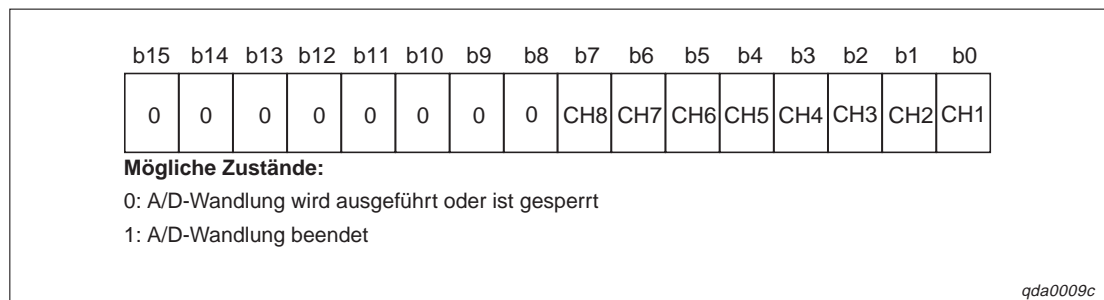 b15 b14 b13 b12 b11 b10 b9 b8 b7 b6 b5 b4 b3 b2 b1 b0
0 0 0 0 0 0 0 0 CH8 CH7 CH6 CH5 CH4 CH3 CH2 CH1
Mögliche Zustände:
0: A/D-Wandlung wird ausgeführt oder ist gesperrt
1: A/D-Wandlung beendet
qda0009c